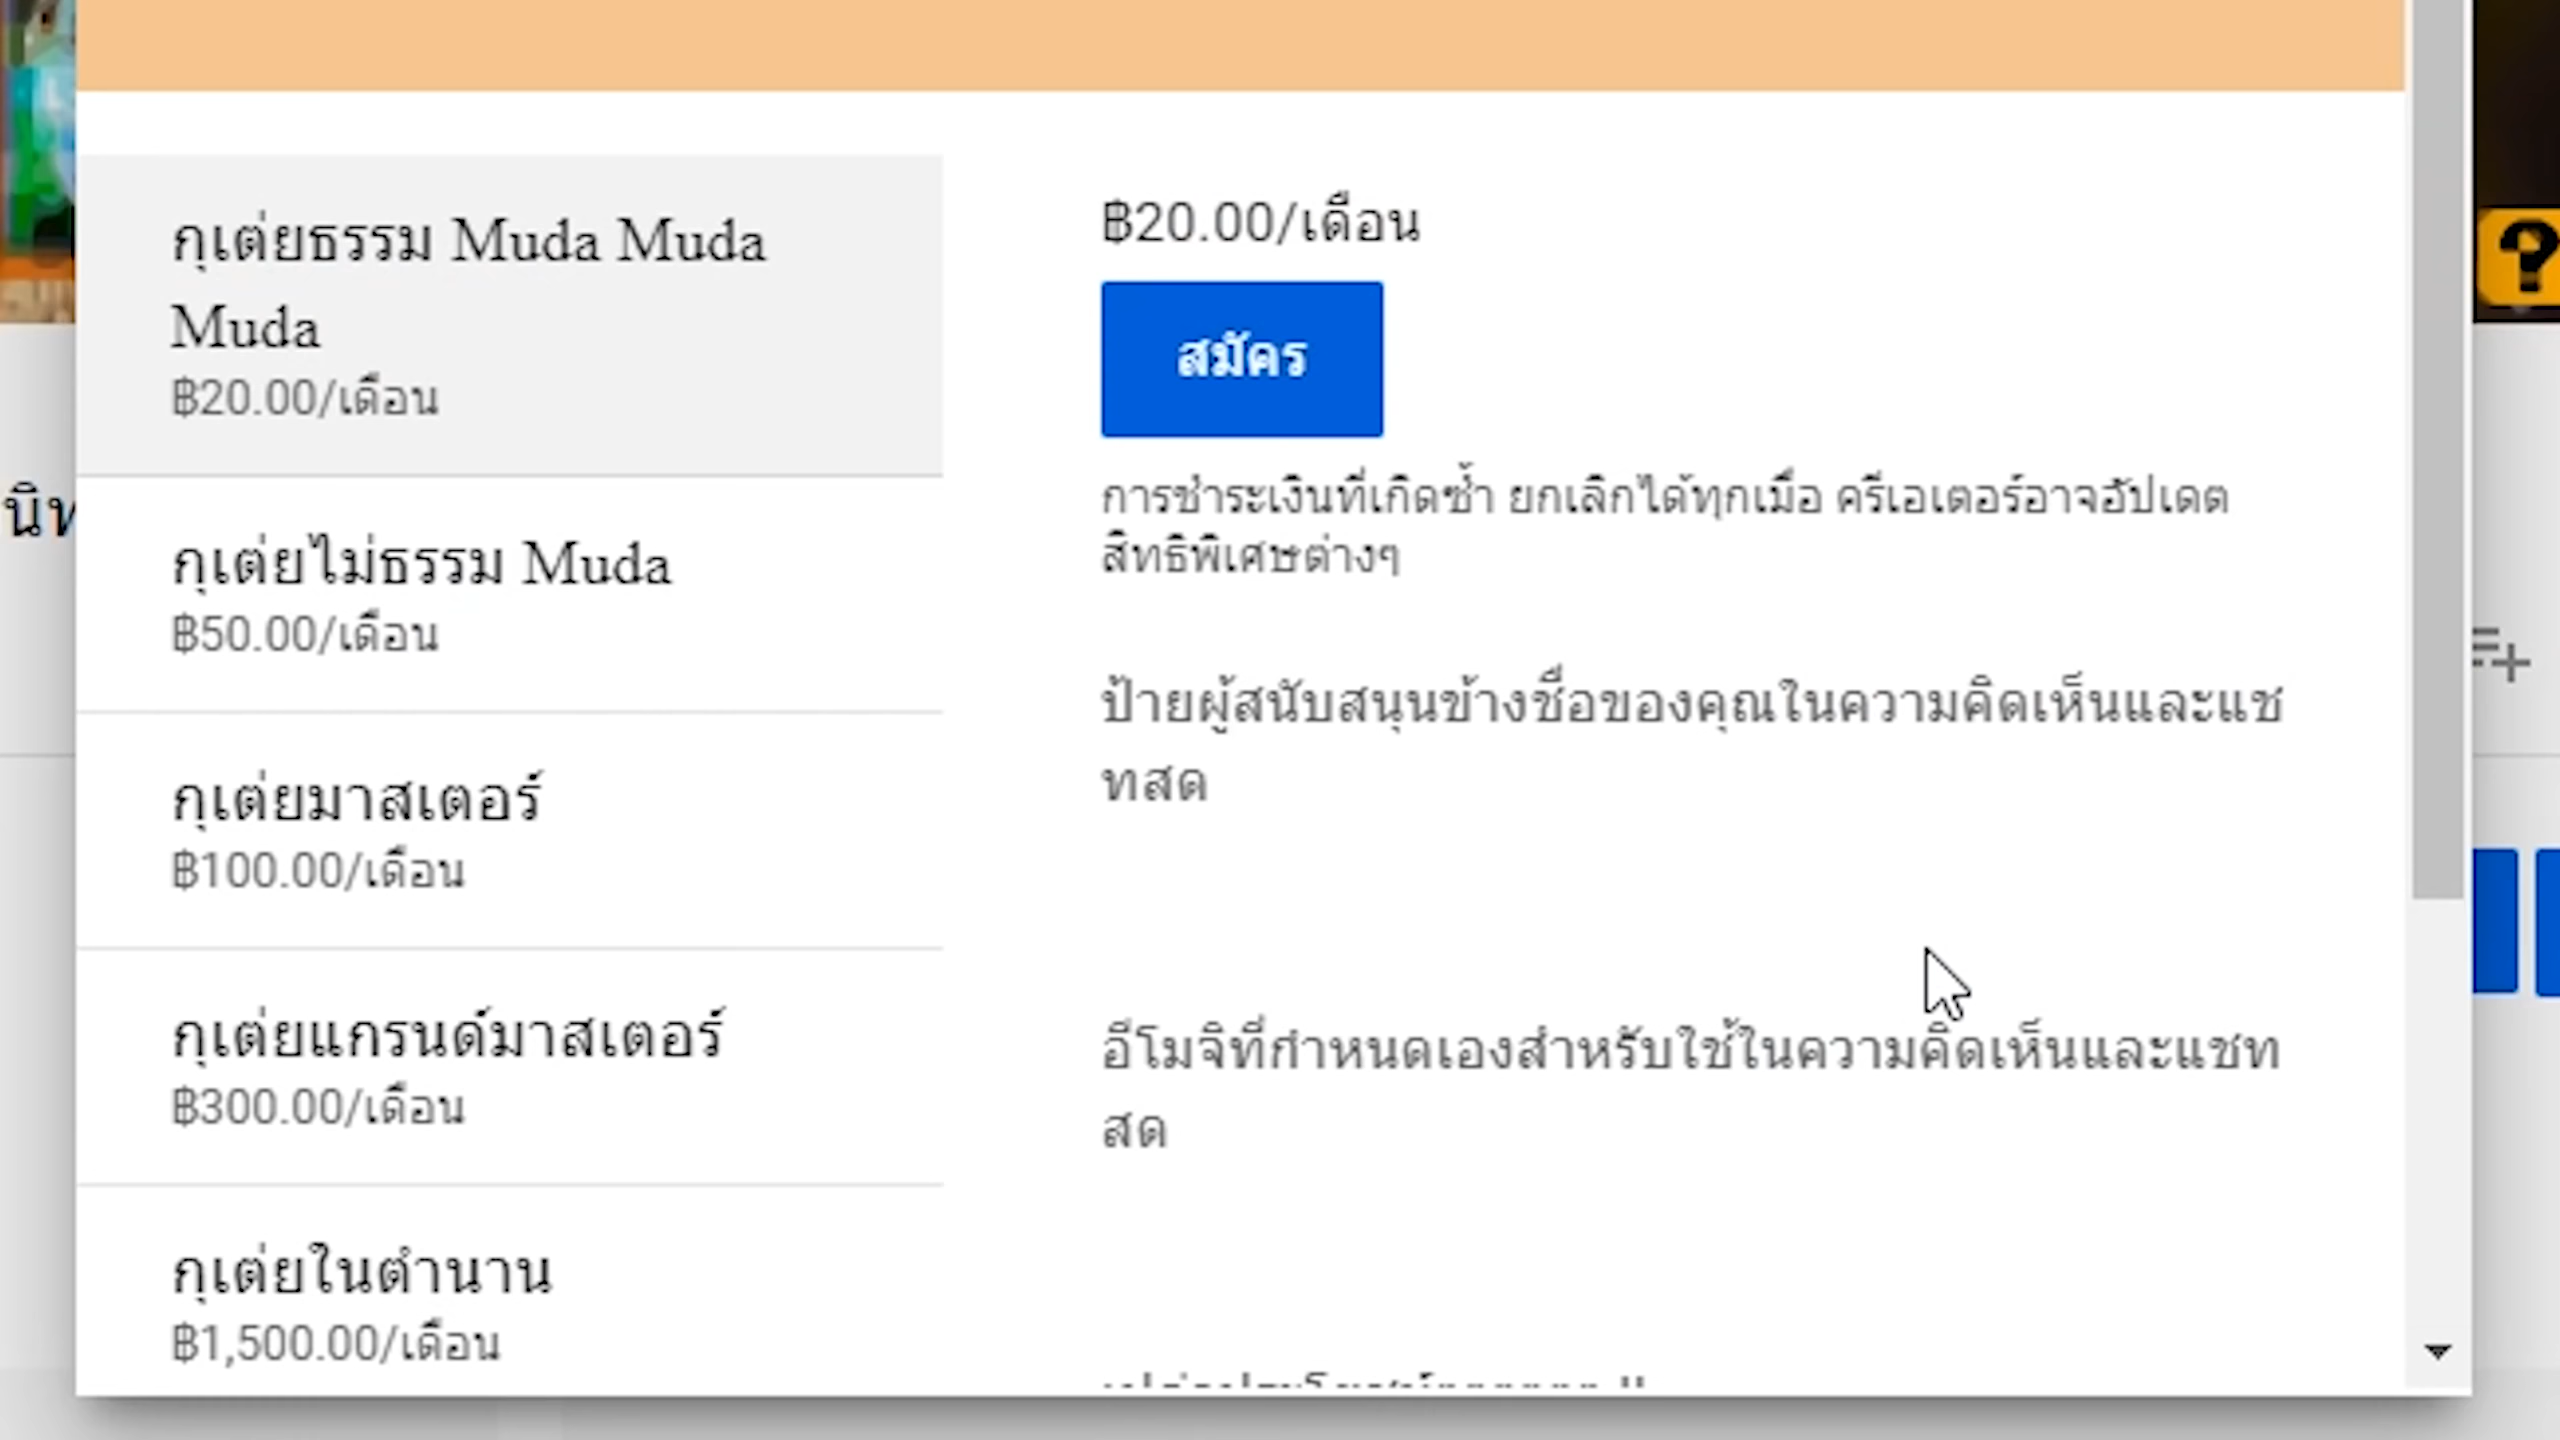 กุเต่ยธรรม Muda Muda
Muda
฿20.00/เดือน
กุเต่ยไม่ธรรม Muda
฿50.00/เดือน
กุเต่ยมาสเตอร์
฿100.00/เดือน
กุเต่ยแกรนด์มาสเตอร์
฿300.00/เดือน
กุเต่ยในตำนาน
฿1,500.00/เดือน
฿20.00/เดือน
สมัคร
การชำระเงินที่เกิดซ้ำ ยกเลิกได้ทุกเมื่อ ครีเอเตอร์อาจอัปเดต
สิทธิพิเศษต่างๆ
ป้ายผู้สนับสนุนข้างชื่อของคุณในความคิดเห็นและแช
ทสด
อีโมจิที่กำหนดเองสำหรับใช้ในความคิดเห็นและแชท
สด
?